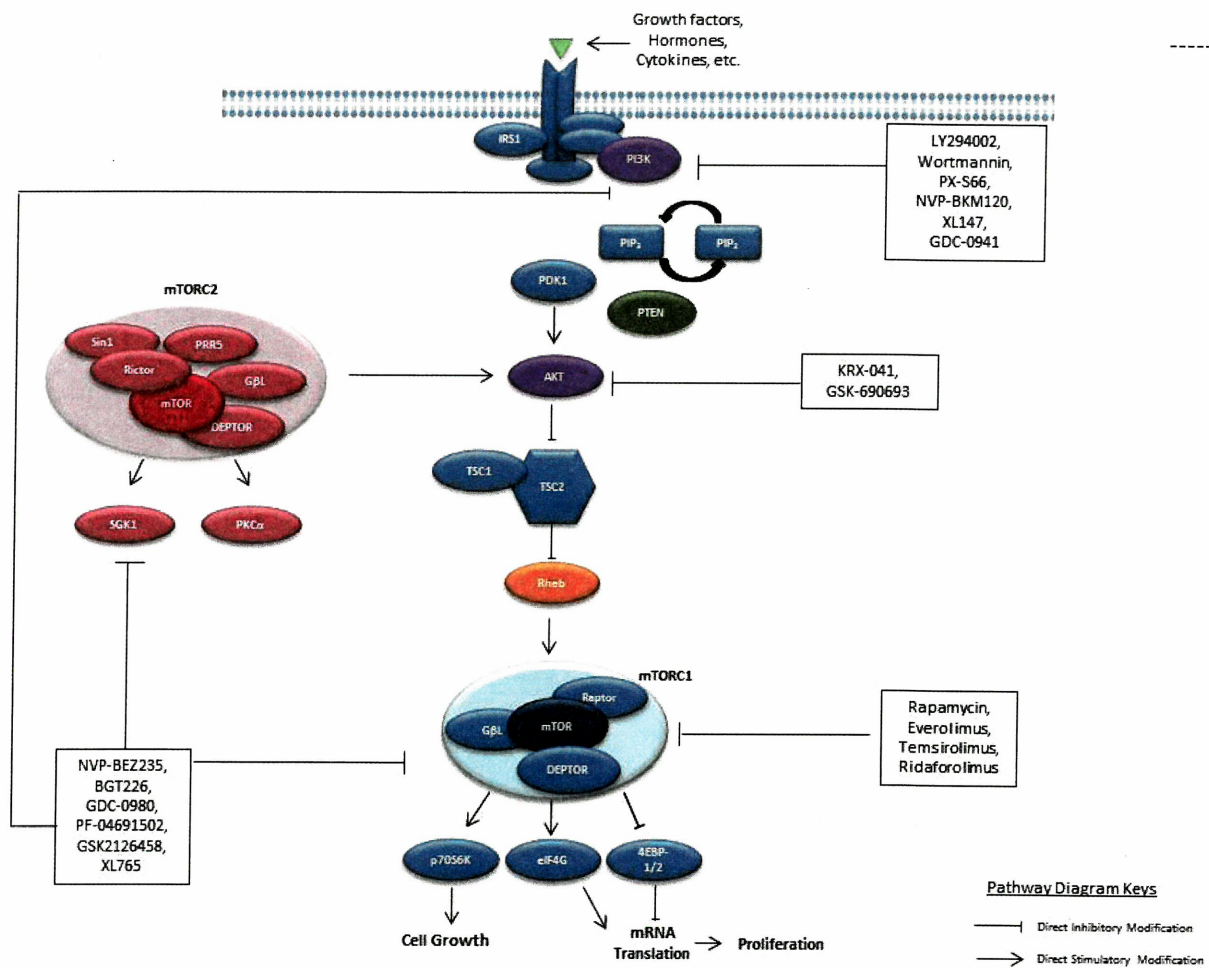 Growth factors,
Hormones,
Cytokines, etc.
IRS1
PI3K
LY294002,
Wortmannin,
PX-S66,
NVP-BKM120,
XL147,
GDC-0941
PIP₃
PIP₂
PDK1
PTEN
mTORC2
Sin1
PRR5
Rictor
GβL
mTOR
DEPTOR
AKT
KRX-041,
GSK-690693
TSC1
TSC2
SGK1
PKCα
Rheb
mTORC1
Raptor
GβL
mTOR
DEPTOR
Rapamycin,
Everolimus,
Temsirolimus,
Ridaforolimus
NVP-BEZ235,
BGT226,
GDC-0980,
PF-04691502,
GSK2126458,
XL765
p70S6K
eIF4G
4EBP-
1/2
Cell Growth
mRNA
Translation
Proliferation
Pathway Diagram Keys
Direct Inhibitory Modification
Direct Stimulatory Modification